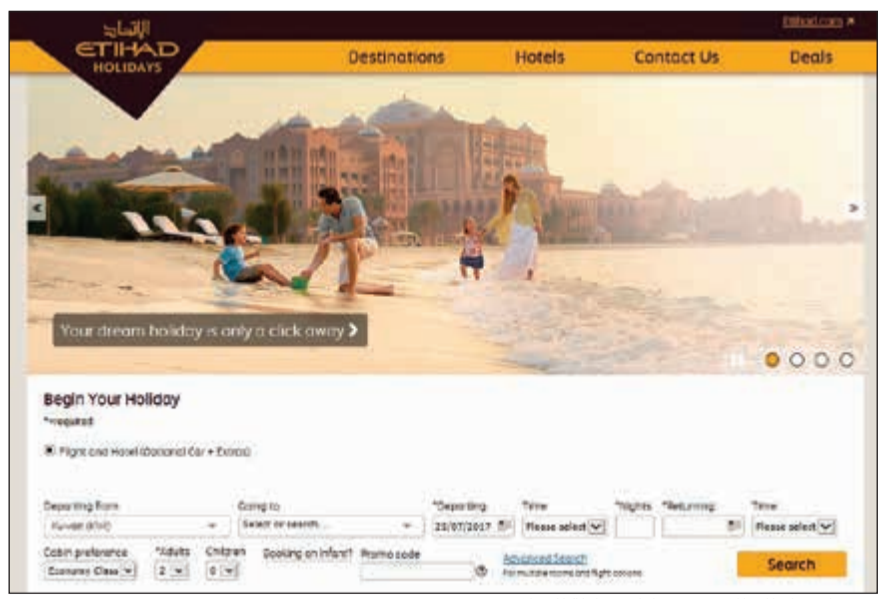 Etihad.com
الإتحاد
ETIHAD
HOLIDAYS
Destinations Hotels Contact Us Deals
Your dream holiday is only a click away
Begin Your Holiday
*required
Flight and Hotel (Optional Car + Extras)
Departing from Going to *Departing *Time *Nights *Returning *Time
Kuwait (KWI) Select or search... 23/07/2017 Please select Please select
Cabin preference *Adults Children Booking an infant? Promo code Advanced Search
Economy Class 2 0 For multiple rooms and flight options Search